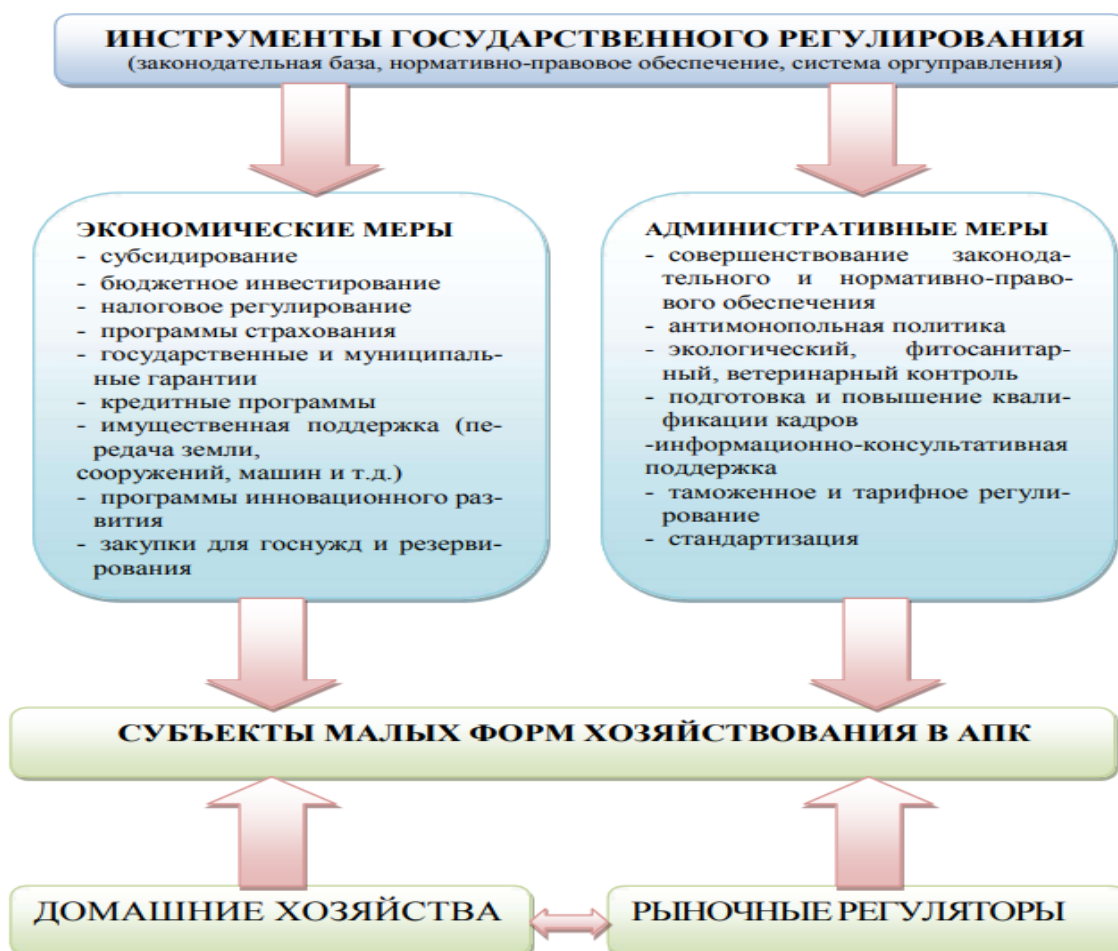 ИНСТРУМЕНТЫ ГОСУДАРСТВЕННОГО РЕГУЛИРОВАНИЯ
(законодательная база, нормативно-правовое обеспечение, система оргуправления)
ЭКОНОМИЧЕСКИЕ МЕРЫ
- субсидирование
- бюджетное инвестирование
- налоговое регулирование
- программы страхования
- государственные и муниципаль-
ные гарантии
- кредитные программы
- имущественная поддержка (пе-
редача земли,
сооружений, машин и т.д.)
- программы инновационного раз-
вития
- закупки для госнужд и резерви-
рования
АДМИНИСТРАТИВНЫЕ МЕРЫ
- совершенствование законода-
тельного и нормативно-право-
вого обеспечения
- антимонопольная политика
- экологический, фитосанитар-
ный, ветеринарный контроль
- подготовка и повышение квали-
фикации кадров
-информационно-консультативная
поддержка
- таможенное и тарифное регули-
рование
- стандартизация
СУБЪЕКТЫ МАЛЫХ ФОРМ ХОЗЯЙСТВОВАНИЯ В АПК
ДОМАШНИЕ ХОЗЯЙСТВА
РЫНОЧНЫЕ РЕГУЛЯТОРЫ